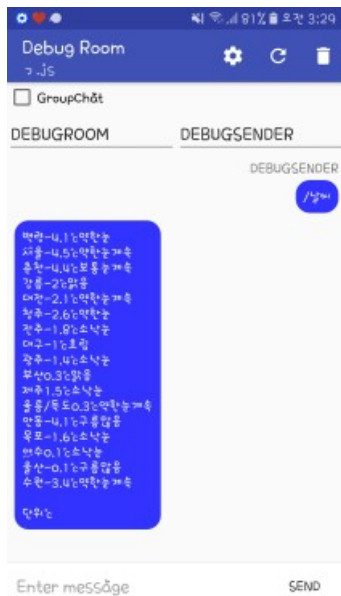 81% 오전 3:29
Debug Room
ㄱ.js
GroupChat
DEBUGROOM
DEBUGSENDER
DEBUGSENDER
/날씨
백령-4.1℃약한눈
서울-4.5℃약한눈계속
춘천-4.4℃보통눈계속
강릉-2℃맑음
대전-2.1℃약한눈계속
청주-2.6℃약한눈
전주-1.8℃소낙눈
대구-1℃흐림
광주-1.4℃소낙눈
부산0.3℃맑음
제주1.5℃소낙눈
울릉/독도0.3℃약한눈계속
안동-4.1℃구름많음
목포-1.6℃소낙눈
여수0.1℃소낙눈
울산-0.1℃구름많음
수원-3.4℃약한눈계속
단위℃
Enter message
SEND